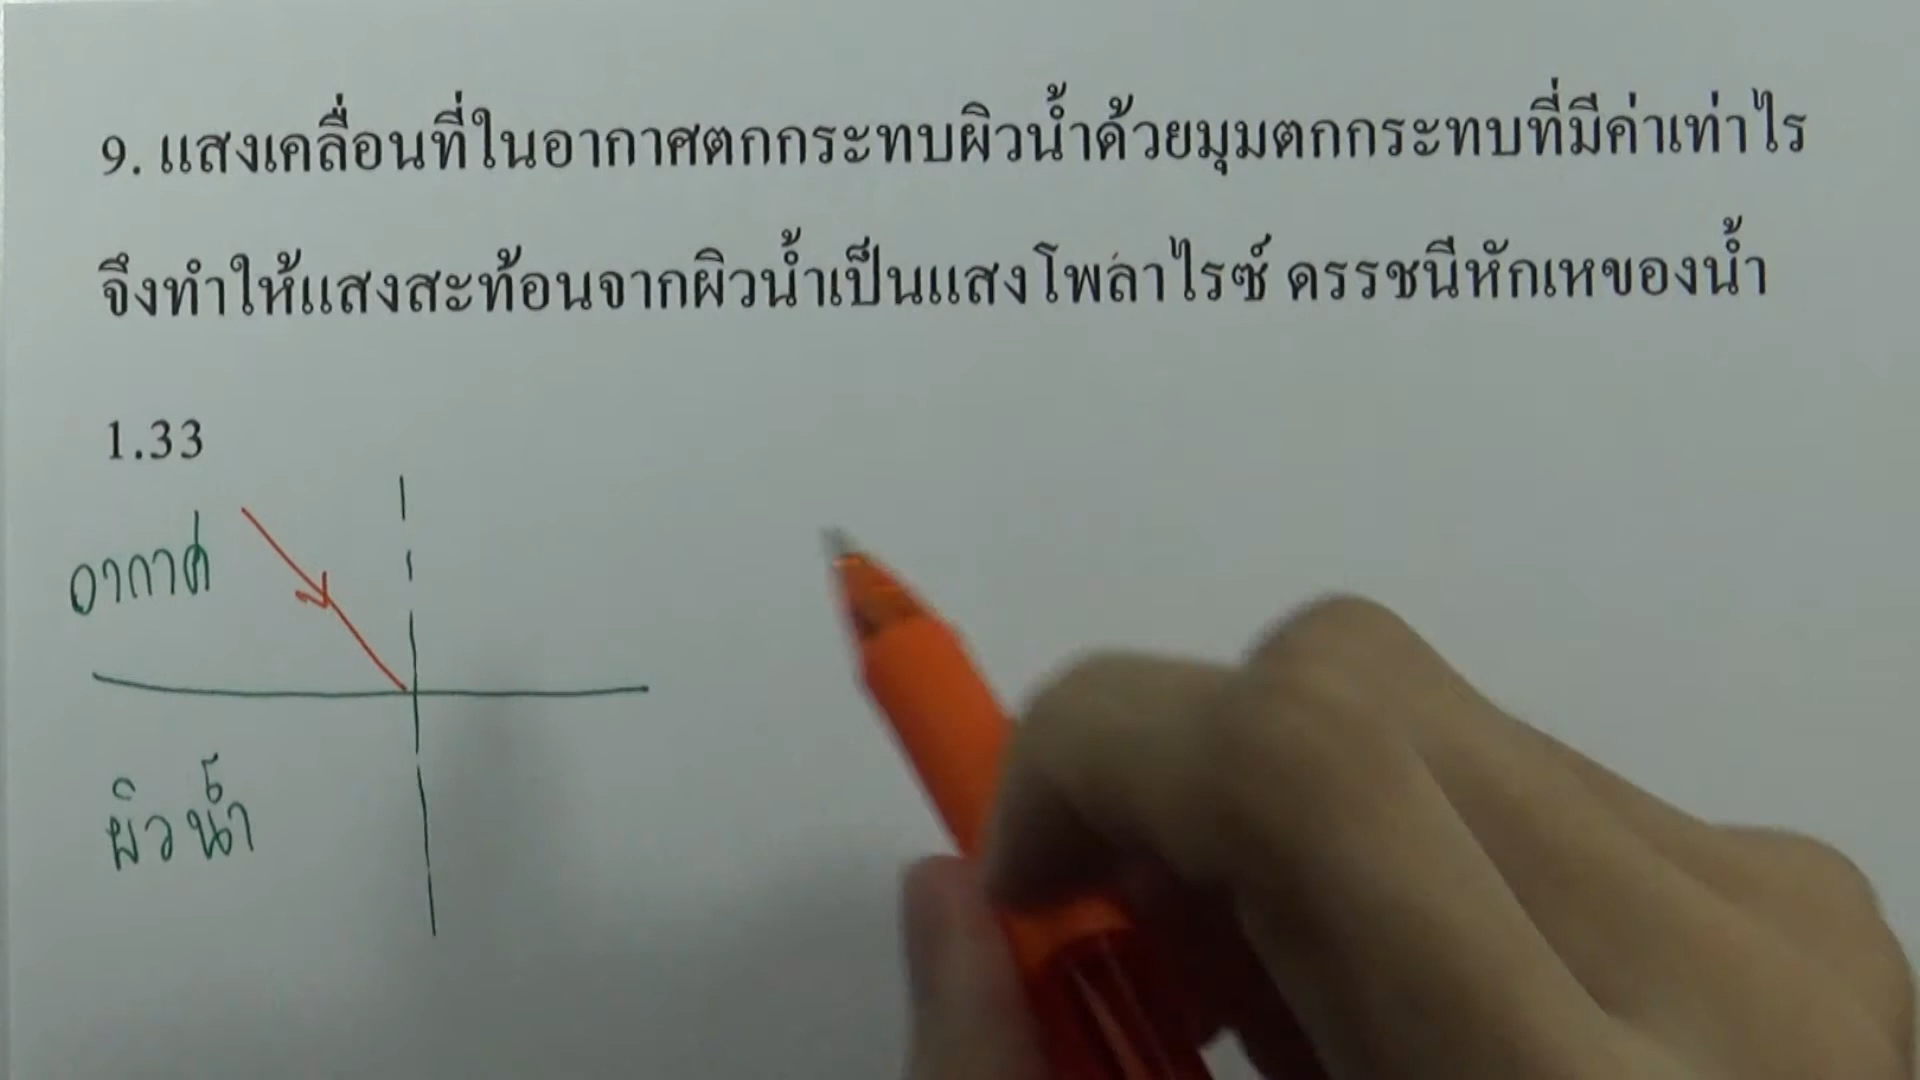 9. แสงเคลื่อนที่ในอากาศตกกระทบผิวน้ำด้วยมุมตกกระทบที่มีค่าเท่าไร
จึงทำให้แสงสะท้อนจากผิวน้ำเป็นแสงโพลาไรซ์ ดรรชนีหักเหของน้ำ
1.33
อากาศ
ผิวน้ำ